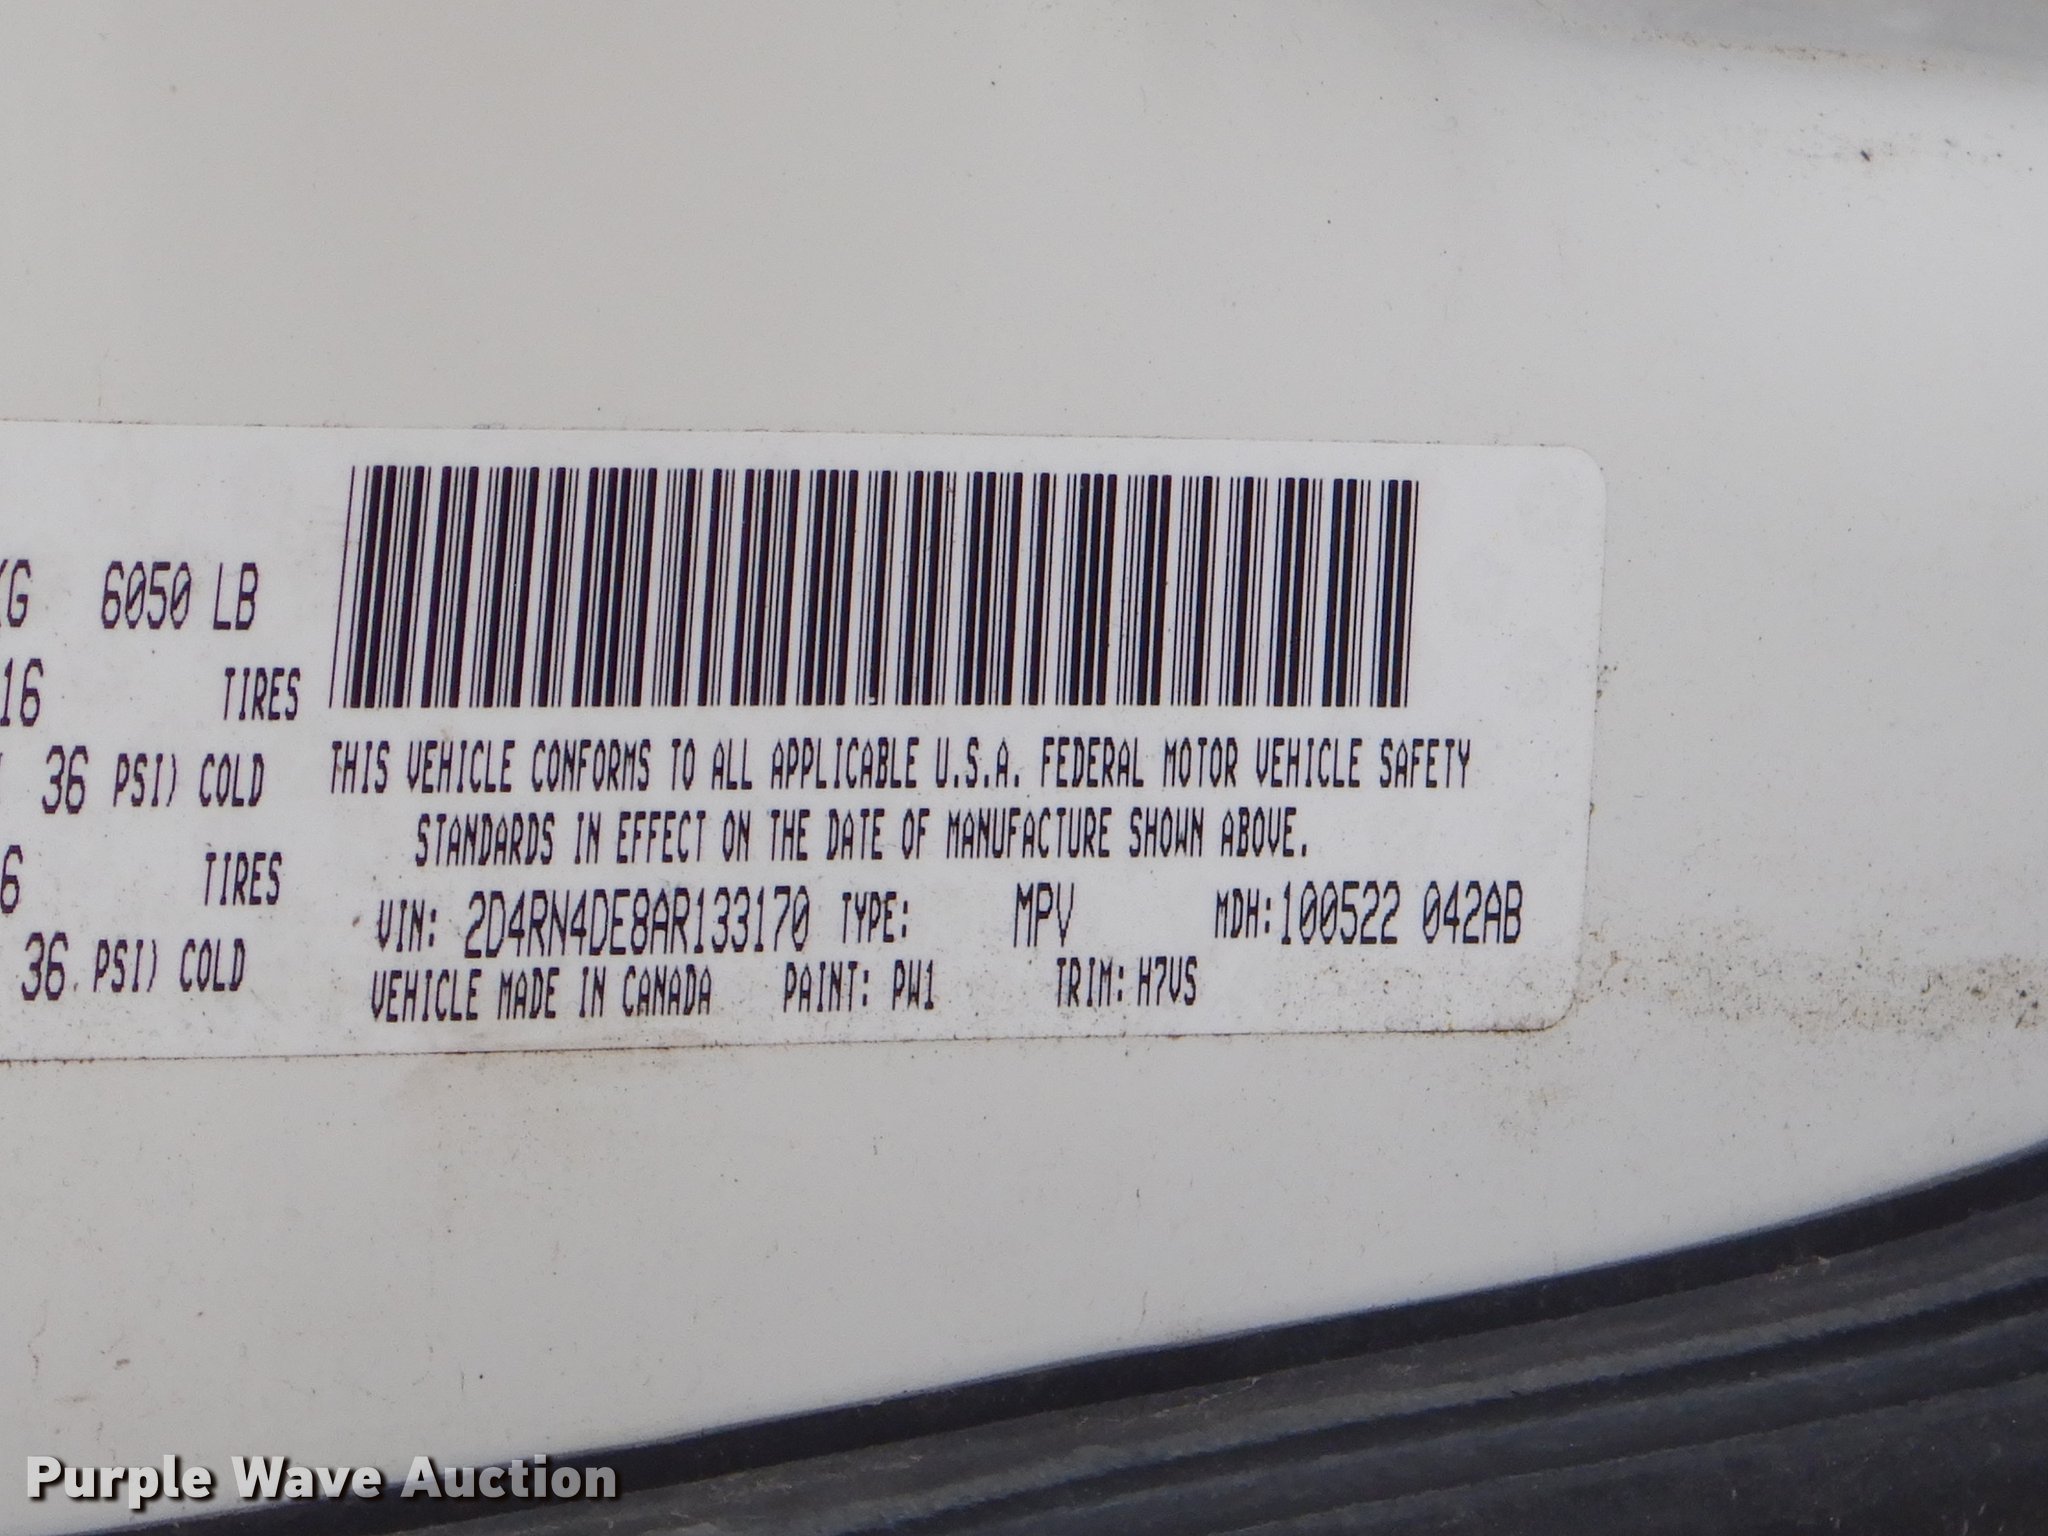 KG 6050 LB
16 TIRES
36 PSI) COLD
6 TIRES
36 PSI) COLD
THIS VEHICLE CONFORMS TO ALL APPLICABLE U.S.A. FEDERAL MOTOR VEHICLE SAFETY
STANDARDS IN EFFECT ON THE DATE OF MANUFACTURE SHOWN ABOVE.
VIN: 2D4RN4DE8AR133170 TYPE: MPV MDH:100522 042AB
VEHICLE MADE IN CANADA PAINT: PW1 TRIM: H7VS
Purple Wave Auction